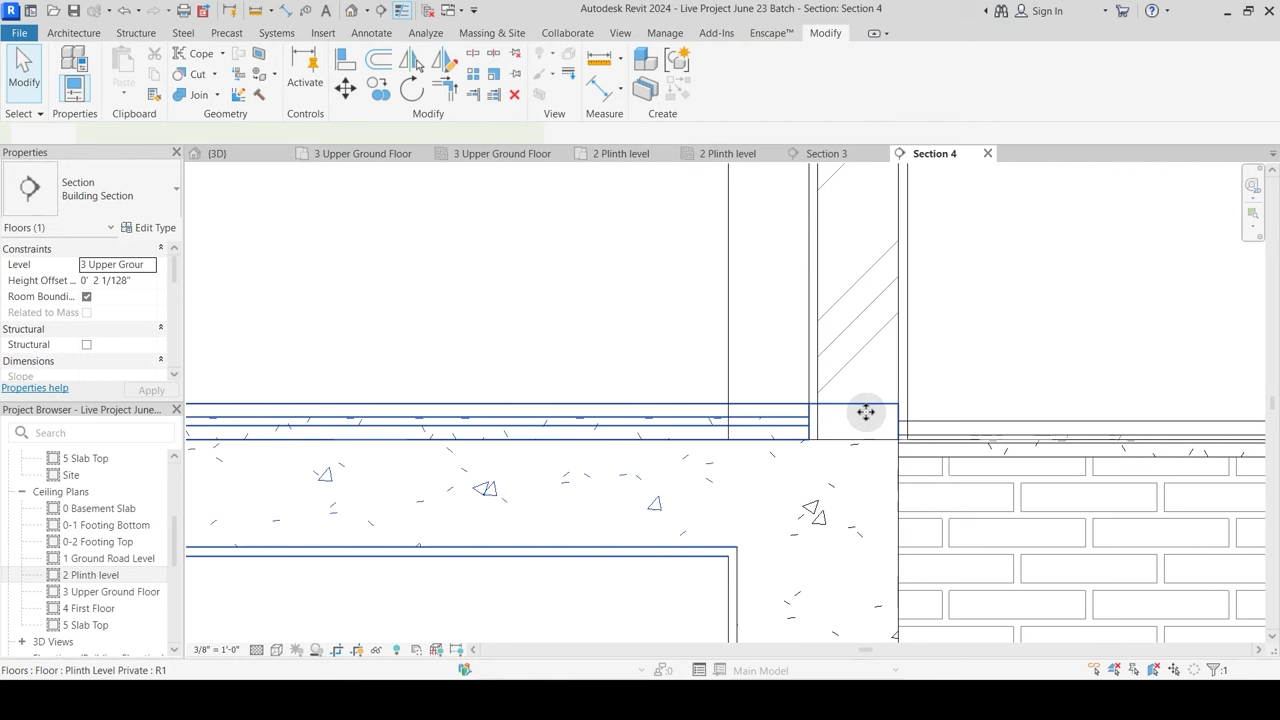 Autodesk Revit 2024 - Live Project June 23 Batch - Section: Section 4
Sign In
File Architecture Structure Steel Precast Systems Insert Annotate Analyze Massing & Site Collaborate View Manage Add-Ins Enscape™ Modify
Modify
Paste
Cope
Cut
Join
Activate
Select Properties Clipboard Geometry Controls Modify View Measure Create
Properties
{3D} 3 Upper Ground Floor 3 Upper Ground Floor 2 Plinth level 2 Plinth level Section 3 Section 4
Section
Building Section
Floors (1)
Edit Type
Constraints
Level 3 Upper Grour
Height Offset ... 0' 2 1/128"
Room Boundi...
Related to Mass
Structural
Structural
Dimensions
Slope
Properties help
Apply
Project Browser - Live Project June...
Search
5 Slab Top
Site
Ceiling Plans
0 Basement Slab
0-1 Footing Bottom
0-2 Footing Top
1 Ground Road Level
2 Plinth level
3 Upper Ground Floor
4 First Floor
5 Slab Top
3D Views
3/8" = 1'-0"
Floors : Floor : Plinth Level Private : R1
:0
Main Model
:1